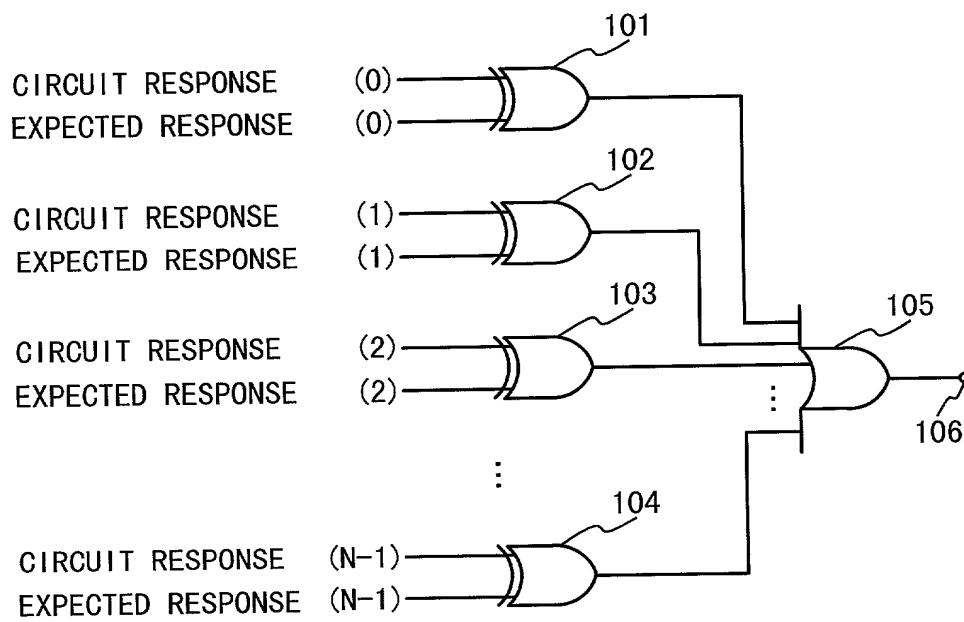 101
CIRCUIT RESPONSE (0)
EXPECTED RESPONSE (0)
102
CIRCUIT RESPONSE (1)
EXPECTED RESPONSE (1)
103
105
CIRCUIT RESPONSE (2)
EXPECTED RESPONSE (2)
106
104
CIRCUIT RESPONSE (N-1)
EXPECTED RESPONSE (N-1)